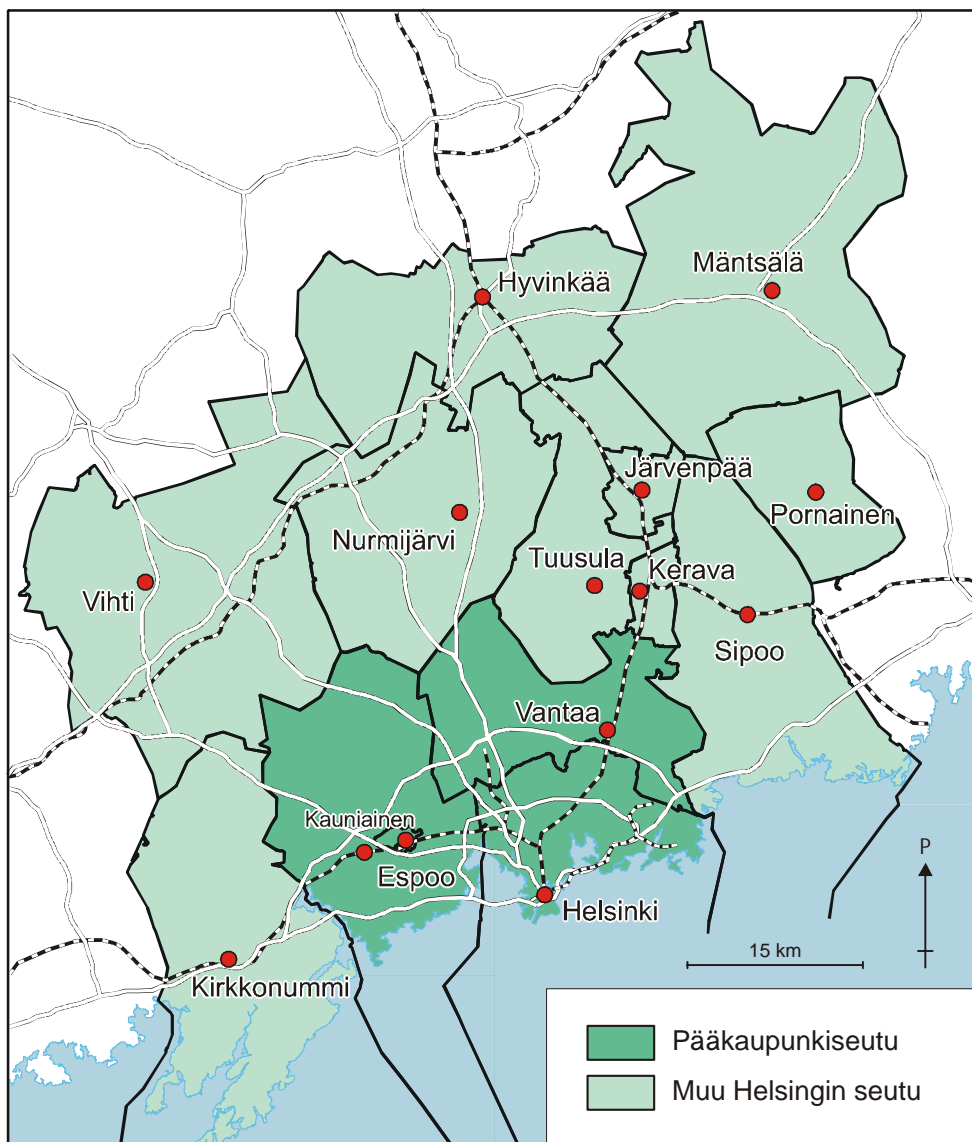 Mäntsälä
Hyvinkää
Järvenpää
Pornainen
Nurmijärvi
Tuusula
Kerava
Vihti
Sipoo
Vantaa
Kauniainen
Espoo
Helsinki
Kirkkonummi
P
15 km
Pääkaupunkiseutu
Muu Helsingin seutu